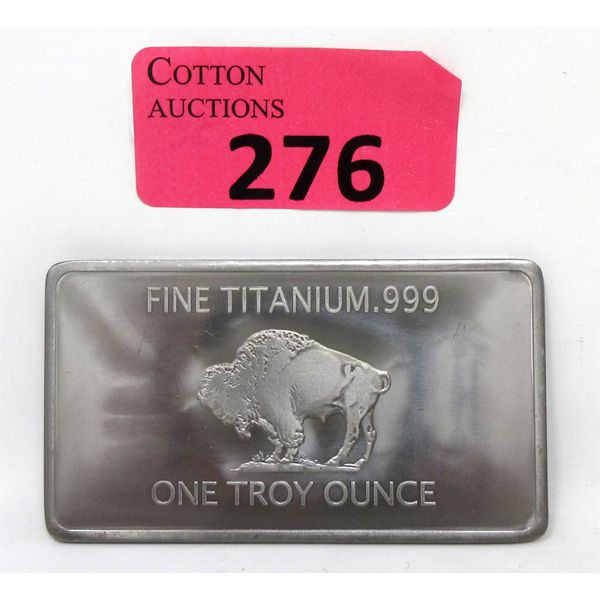 COTTON
AUCTIONS
276
FINE TITANIUM.999
ONE TROY OUNCE